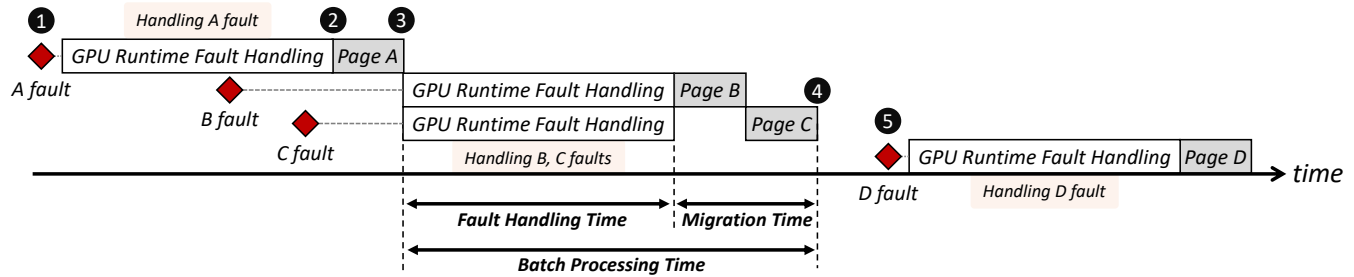 1
Handling A fault
2
3
GPU Runtime Fault Handling
Page A
A fault
B fault
GPU Runtime Fault Handling
Page B
4
C fault
GPU Runtime Fault Handling
Page C
5
Handling B, C faults
D fault
GPU Runtime Fault Handling
Page D
time
Handling D fault
Fault Handling Time
Migration Time
Batch Processing Time